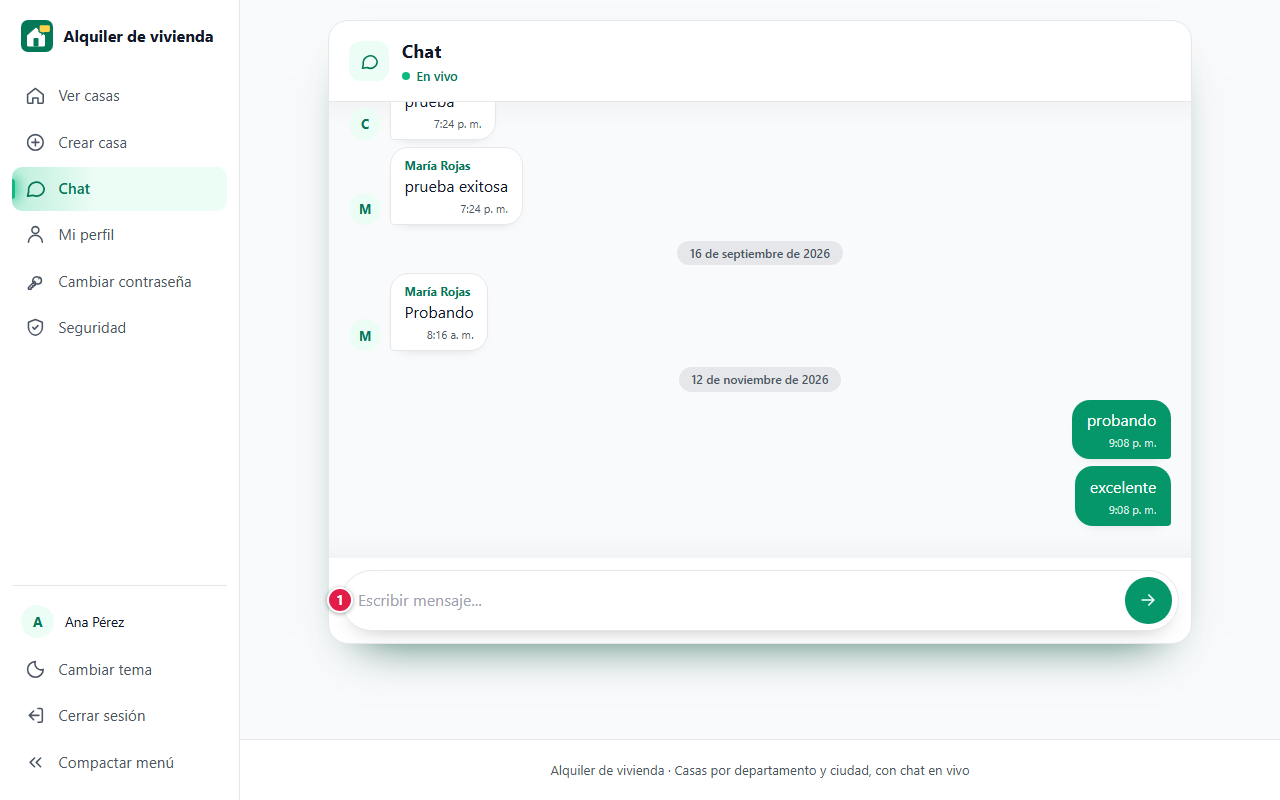 Alquiler de vivienda
Ver casas
Crear casa
Chat
Mi perfil
Cambiar contraseña
Seguridad
A
Ana Pérez
Cambiar tema
Cerrar sesión
Compactar menú
Chat
En vivo
prueba
C
7:24 p. m.
María Rojas
prueba exitosa
M
7:24 p. m.
16 de septiembre de 2026
María Rojas
Probando
M
8:16 a. m.
12 de noviembre de 2026
probando
9:08 p. m.
excelente
9:08 p. m.
1
Escribir mensaje...
Alquiler de vivienda · Casas por departamento y ciudad, con chat en vivo